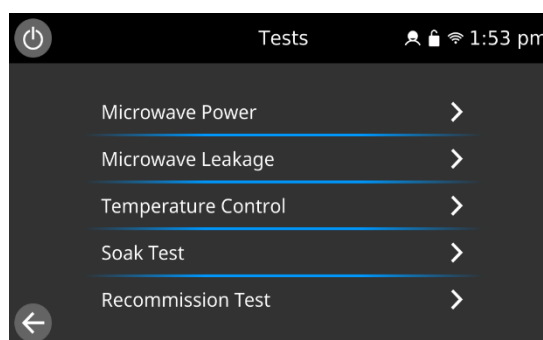 Tests 1:53 pm
Microwave Power
Microwave Leakage
Temperature Control
Soak Test
Recommission Test